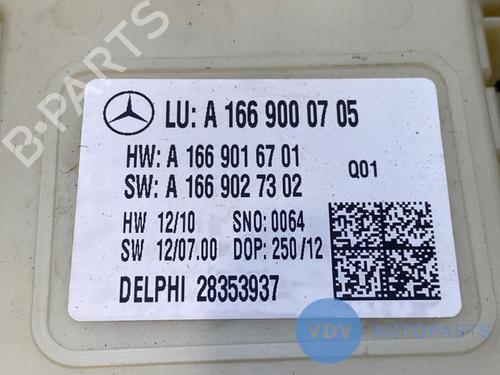 B-PARTS
LU: A 166 900 07 05
HW: A 166 901 67 01
SW: A 166 902 73 02
Q01
HW 12/10 SNO: 0064
SW 12/07.00 DOP: 250/12
DELPHI 28353937
VDV AUTOPARTS